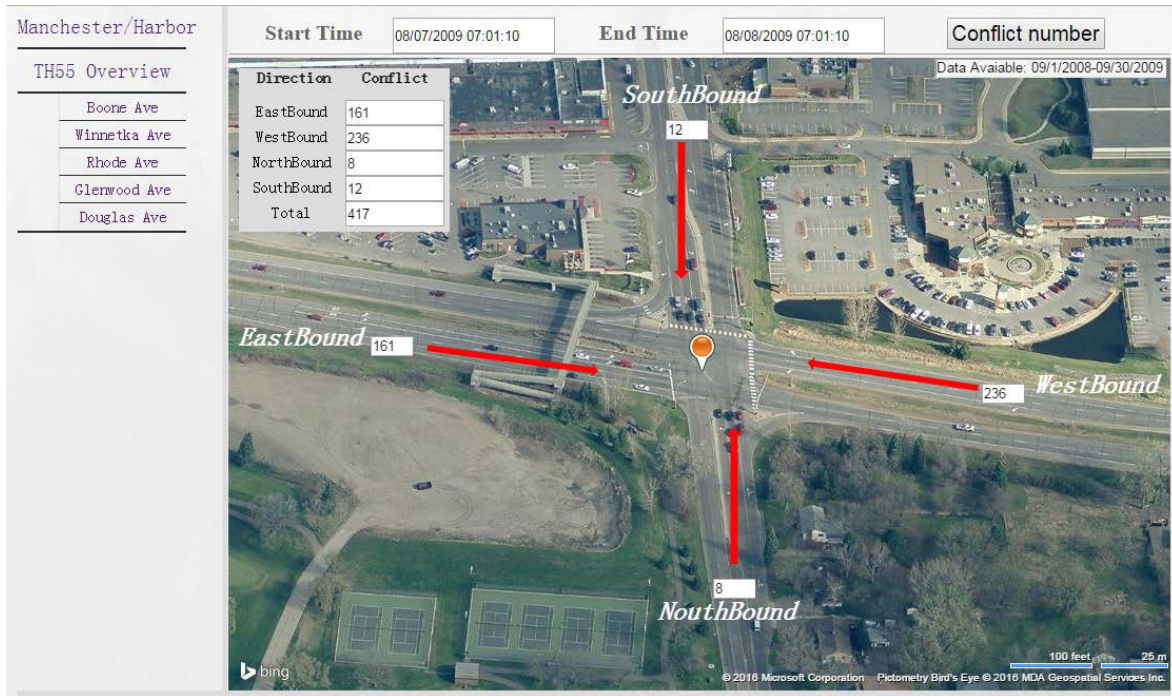 Manchester/Harbor
TH55 Overview
Boone Ave
Winnetka Ave
Rhode Ave
Glenwood Ave
Douglas Ave
Start Time 08/07/2009 07:01:10 End Time 08/08/2009 07:01:10 Conflict number
Data Avaiable: 09/1/2008-09/30/2009
Direction Conflict
EastBound 161
WestBound 236
NorthBound 8
SouthBound 12
Total 417
SouthBound
12
EastBound 161
236 WestBound
8
NouthBound
bing
100 feet 25 m
© 2016 Microsoft Corporation Pictometry Bird's Eye © 2016 MDA Geospatial Services Inc.